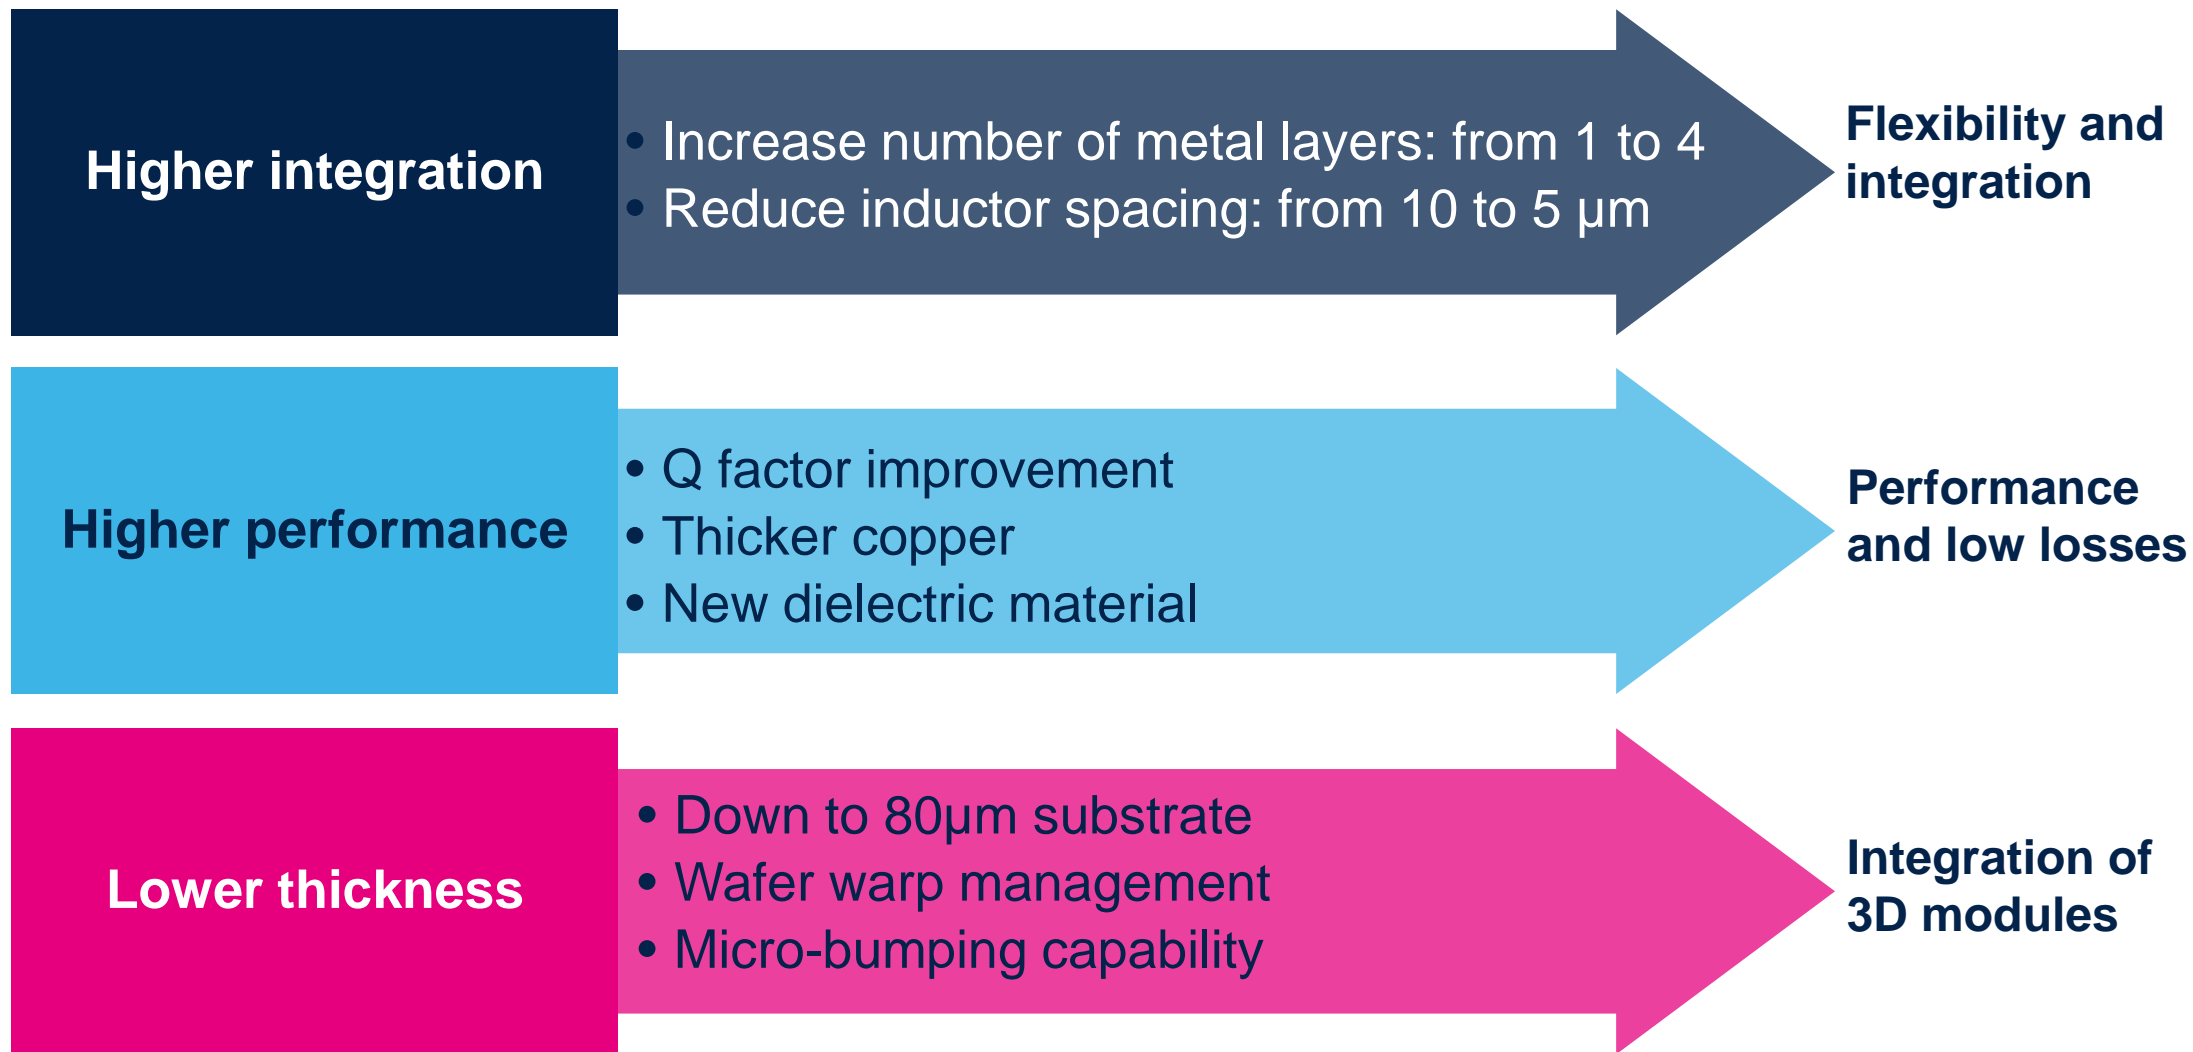 Higher integration
• Increase number of metal layers: from 1 to 4
• Reduce inductor spacing: from 10 to 5 µm
Flexibility and
integration
Higher performance
• Q factor improvement
• Thicker copper
• New dielectric material
Performance
and low losses
Lower thickness
• Down to 80µm substrate
• Wafer warp management
• Micro-bumping capability
Integration of
3D modules